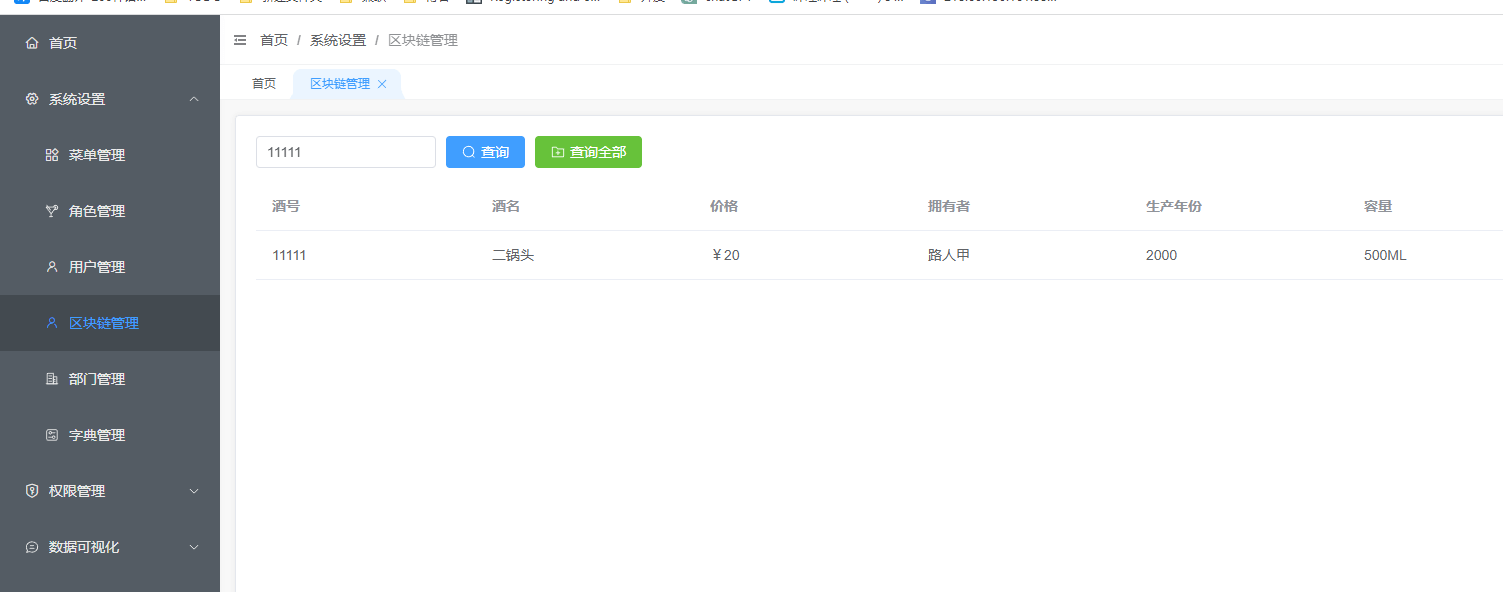 首页
系统设置
菜单管理
角色管理
用户管理
区块链管理
部门管理
字典管理
权限管理
数据可视化
首页 / 系统设置 / 区块链管理
首页 区块链管理
11111 查询 查询全部
酒号 酒名 价格 拥有者 生产年份 容量
11111 二锅头 ￥20 路人甲 2000 500ML